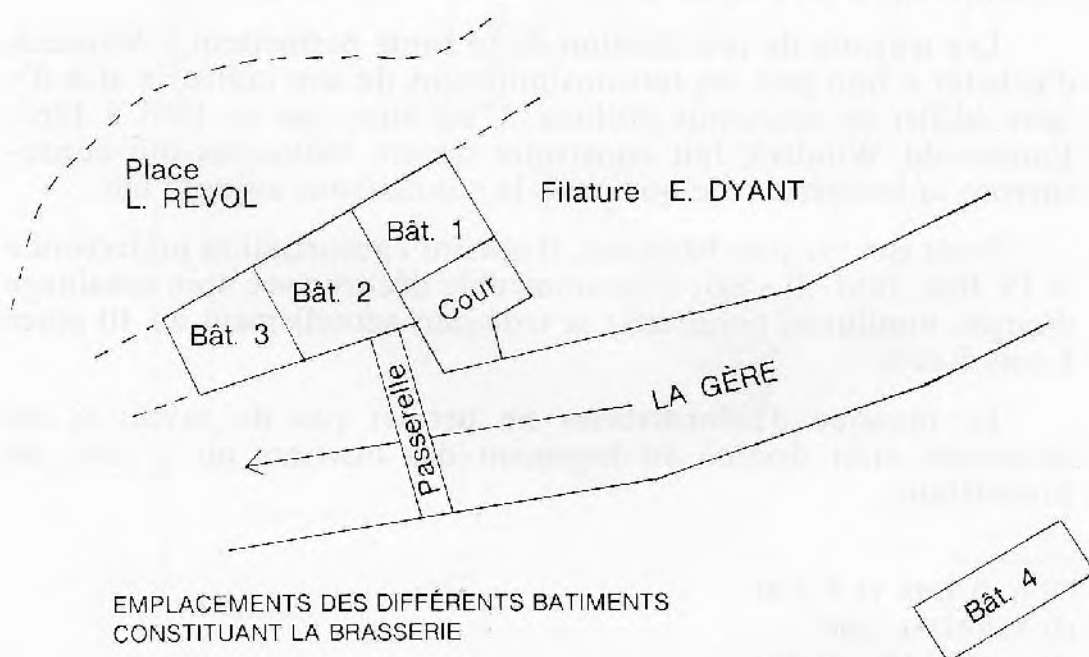 Place
L. REVOL
Filature E. DYANT
Bât. 1
Bât. 2
Cour
Bât. 3
LA GÈRE
Passerelle
Bât. 4
EMPLACEMENTS DES DIFFÉRENTS BATIMENTS
CONSTITUANT LA BRASSERIE